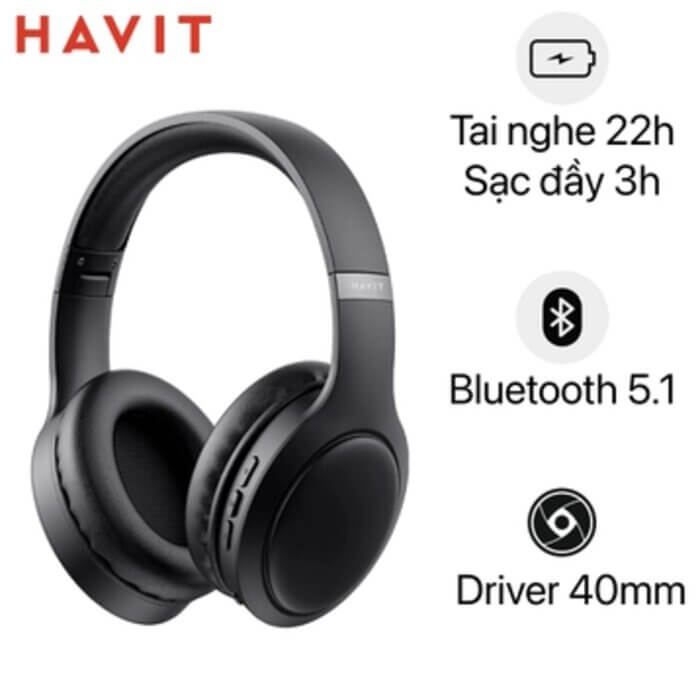 HAVIT
Tai nghe 22h
Sạc đầy 3h
HAVIT
Bluetooth 5.1
Driver 40mm